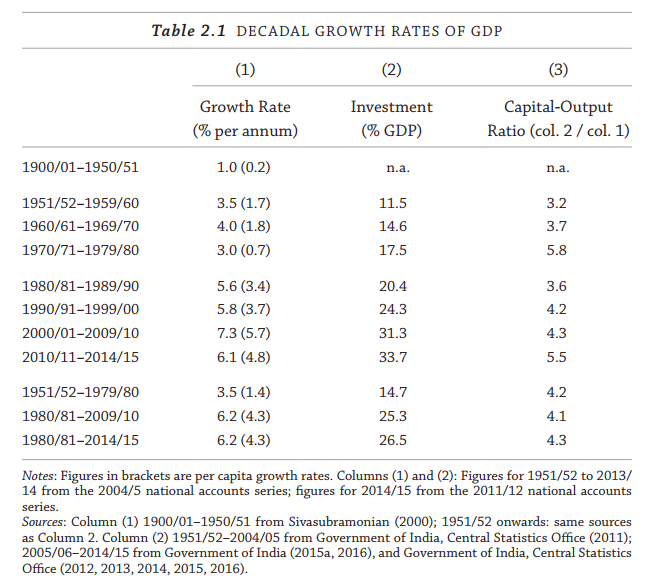 Table 2.1 DECADAL GROWTH RATES OF GDP
(1) (2) (3)
Growth Rate Investment Capital-Output
(% per annum) (% GDP) Ratio (col. 2 / col. 1)
1900/01–1950/51 1.0 (0.2) n.a. n.a.
1951/52–1959/60 3.5 (1.7) 11.5 3.2
1960/61–1969/70 4.0 (1.8) 14.6 3.7
1970/71–1979/80 3.0 (0.7) 17.5 5.8
1980/81–1989/90 5.6 (3.4) 20.4 3.6
1990/91–1999/00 5.8 (3.7) 24.3 4.2
2000/01–2009/10 7.3 (5.7) 31.3 4.3
2010/11–2014/15 6.1 (4.8) 33.7 5.5
1951/52–1979/80 3.5 (1.4) 14.7 4.2
1980/81–2009/10 6.2 (4.3) 25.3 4.1
1980/81–2014/15 6.2 (4.3) 26.5 4.3
Notes: Figures in brackets are per capita growth rates. Columns (1) and (2): Figures for 1951/52 to 2013/
14 from the 2004/5 national accounts series; figures for 2014/15 from the 2011/12 national accounts
series.
Sources: Column (1) 1900/01–1950/51 from Sivasubramonian (2000); 1951/52 onwards: same sources
as Column 2. Column (2) 1951/52–2004/05 from Government of India, Central Statistics Office (2011);
2005/06–2014/15 from Government of India (2015a, 2016), and Government of India, Central Statistics
Office (2012, 2013, 2014, 2015, 2016).